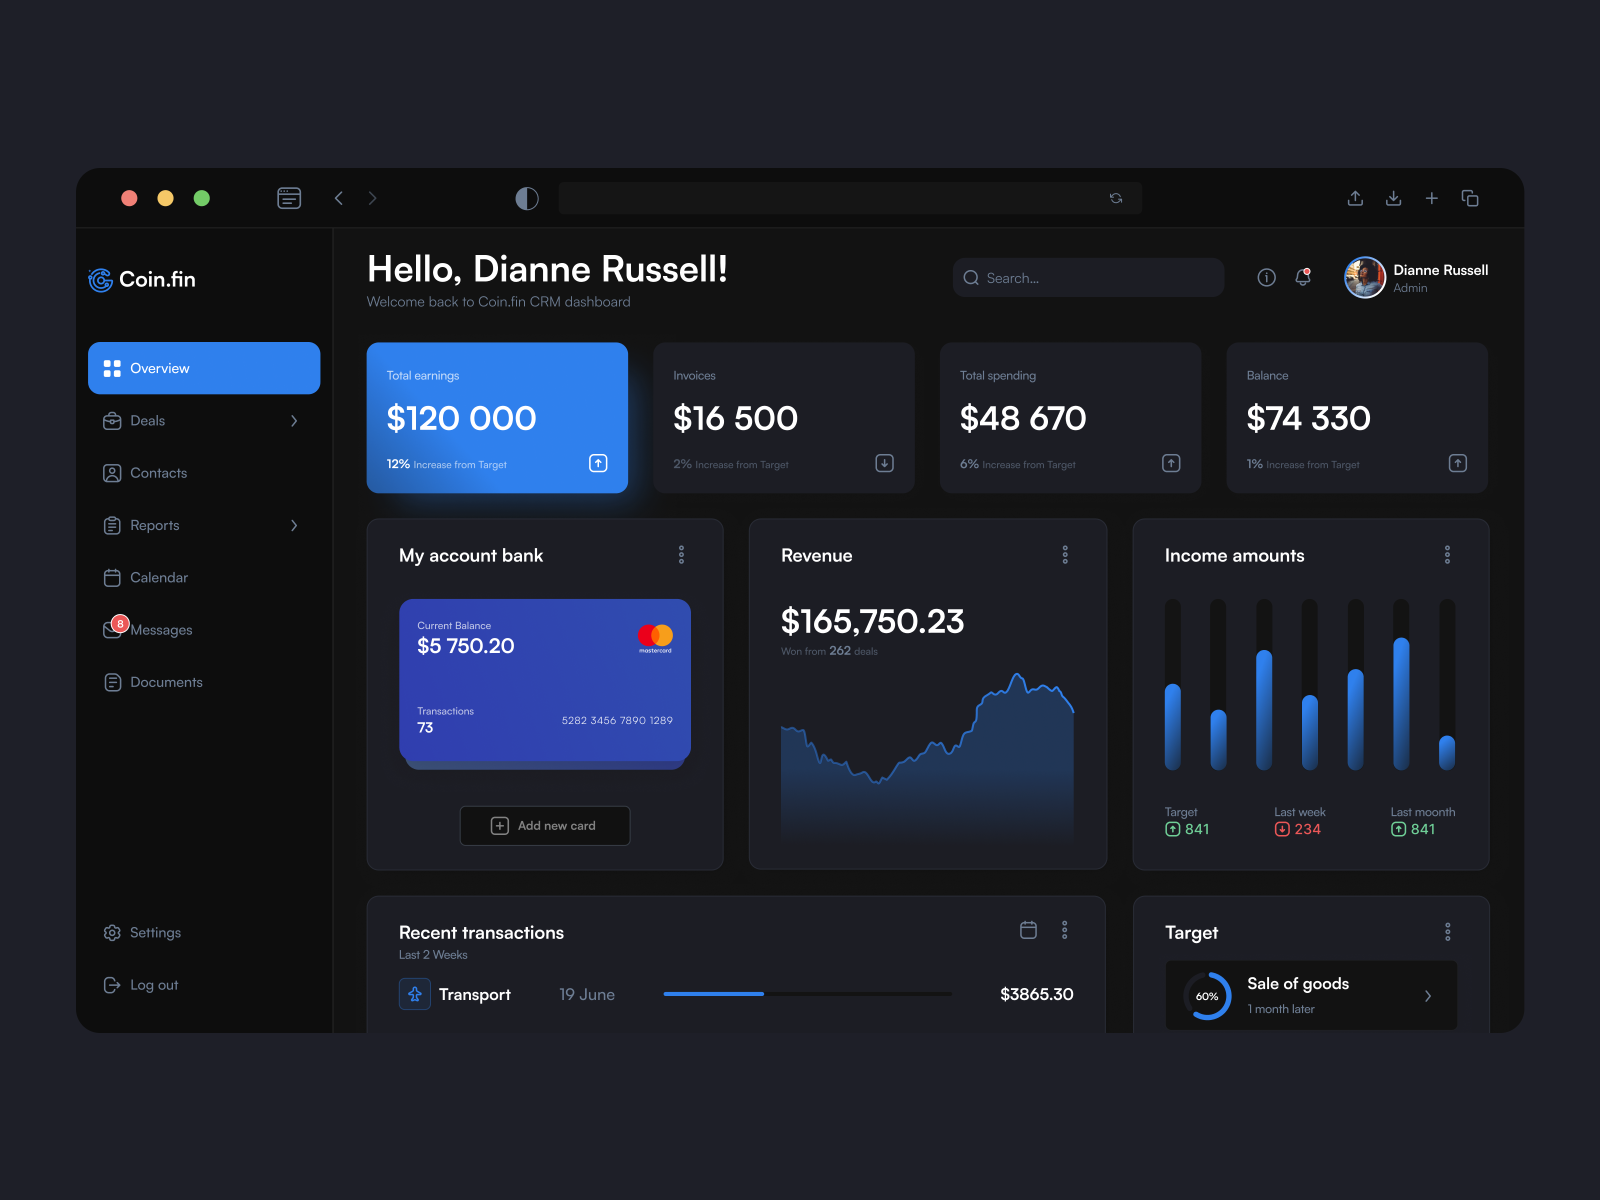 Coin.fin
Overview
Deals
Contacts
Reports
Calendar
8
Messages
Documents
Settings
Log out
Hello, Dianne Russell!
Welcome back to Coin.fin CRM dashboard
Search...
Dianne Russell
Admin
Total earnings
$120 000
12% Increase from Target
Invoices
$16 500
2% Increase from Target
Total spending
$48 670
6% Increase from Target
Balance
$74 330
1% Increase from Target
My account bank
Current Balance
$5 750.20
mastercard
Transactions
73
5282 3456 7890 1289
Add new card
Revenue
$165,750.23
Won from 262 deals
Income amounts
Target
841
Last week
234
Last moonth
841
Recent transactions
Last 2 Weeks
Transport
19 June
$3865.30
Target
60%
Sale of goods
1 month later